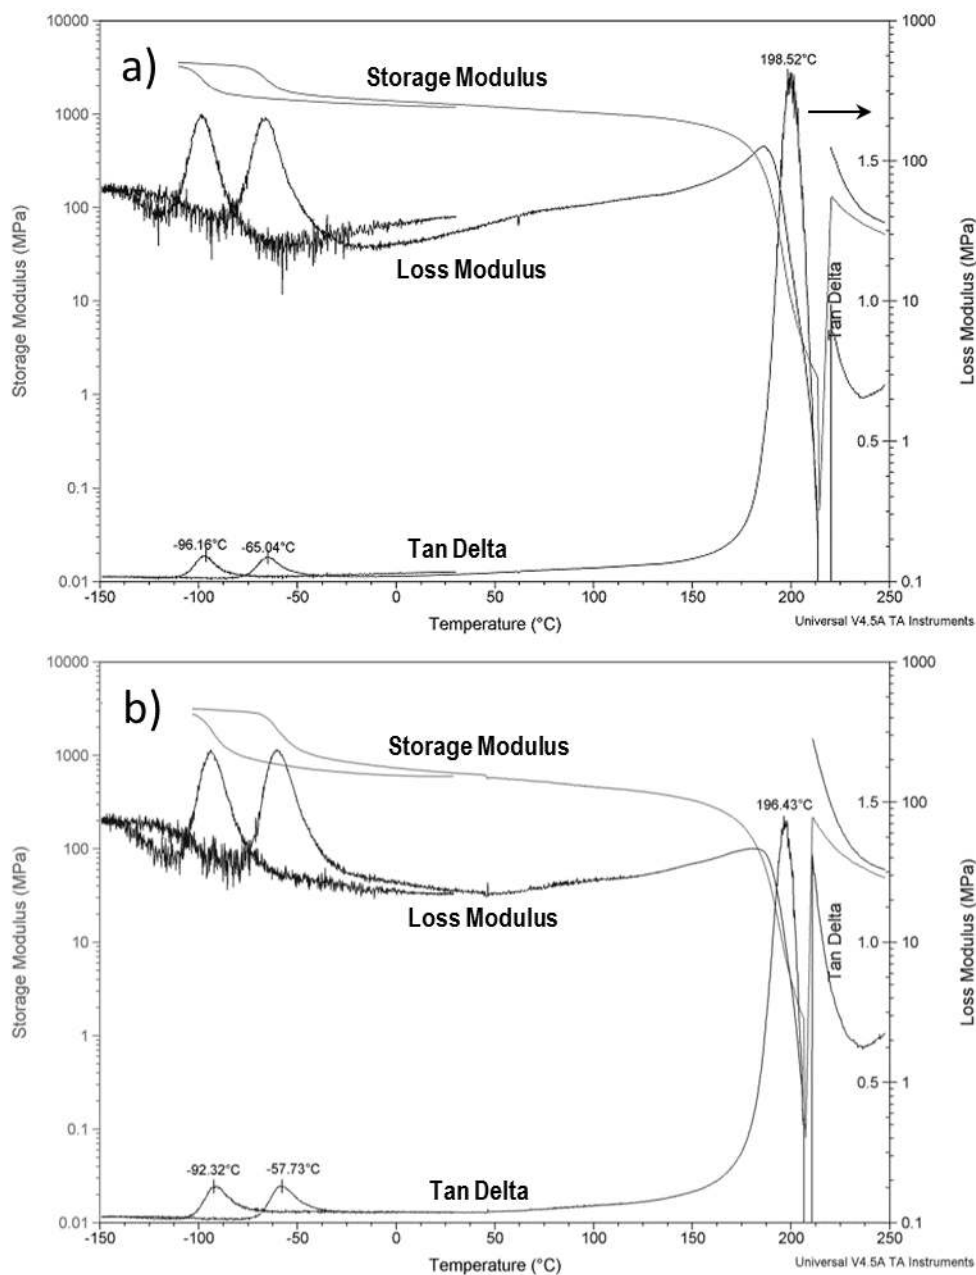 a)
10000
1000
100
10
1
0.1
0.01
Storage Modulus (MPa)
1000
100
10
1
0.1
Loss Modulus (MPa)
1.5
1.0
0.5
Tan Delta
198.52°C
Storage Modulus
Loss Modulus
Tan Delta
-96.16°C
-65.04°C
-150 -100 -50 0 50 100 150 200 250
Temperature (°C)
Universal V4.5A TA Instruments
b)
10000
1000
100
10
1
0.1
0.01
Storage Modulus (MPa)
1000
100
10
1
0.1
Loss Modulus (MPa)
1.5
1.0
0.5
Tan Delta
196.43°C
Storage Modulus
Loss Modulus
Tan Delta
-92.32°C
-57.73°C
-150 -100 -50 0 50 100 150 200 250
Temperature (°C)
Universal V4.5A TA Instruments